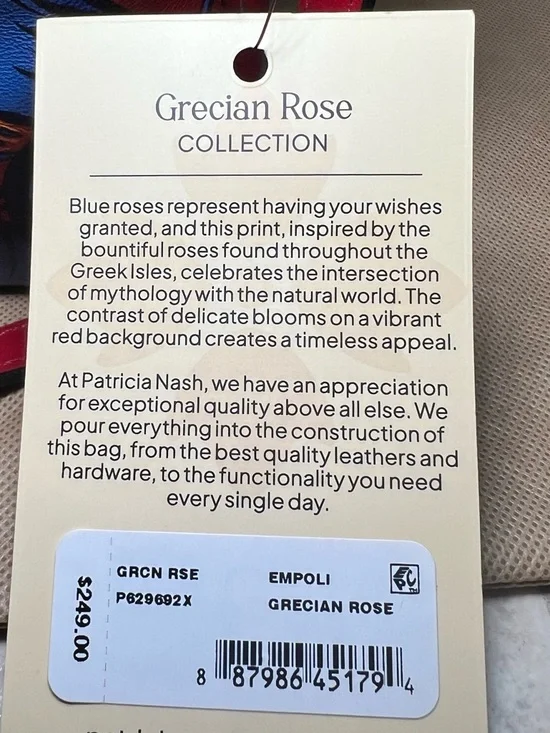 Grecian Rose
COLLECTION
Blue roses represent having your wishes
granted, and this print, inspired by the
bountiful roses found throughout the
Greek Isles, celebrates the intersection
of mythology with the natural world. The
contrast of delicate blooms on a vibrant
red background creates a timeless appeal.
At Patricia Nash, we have an appreciation
for exceptional quality above all else. We
pour everything into the construction of
this bag, from the best quality leathers and
hardware, to the functionality you need
every single day.
$249.00
GRCN RSE
EMPOLI
P629692X
GRECIAN ROSE
8 87986 45179 4